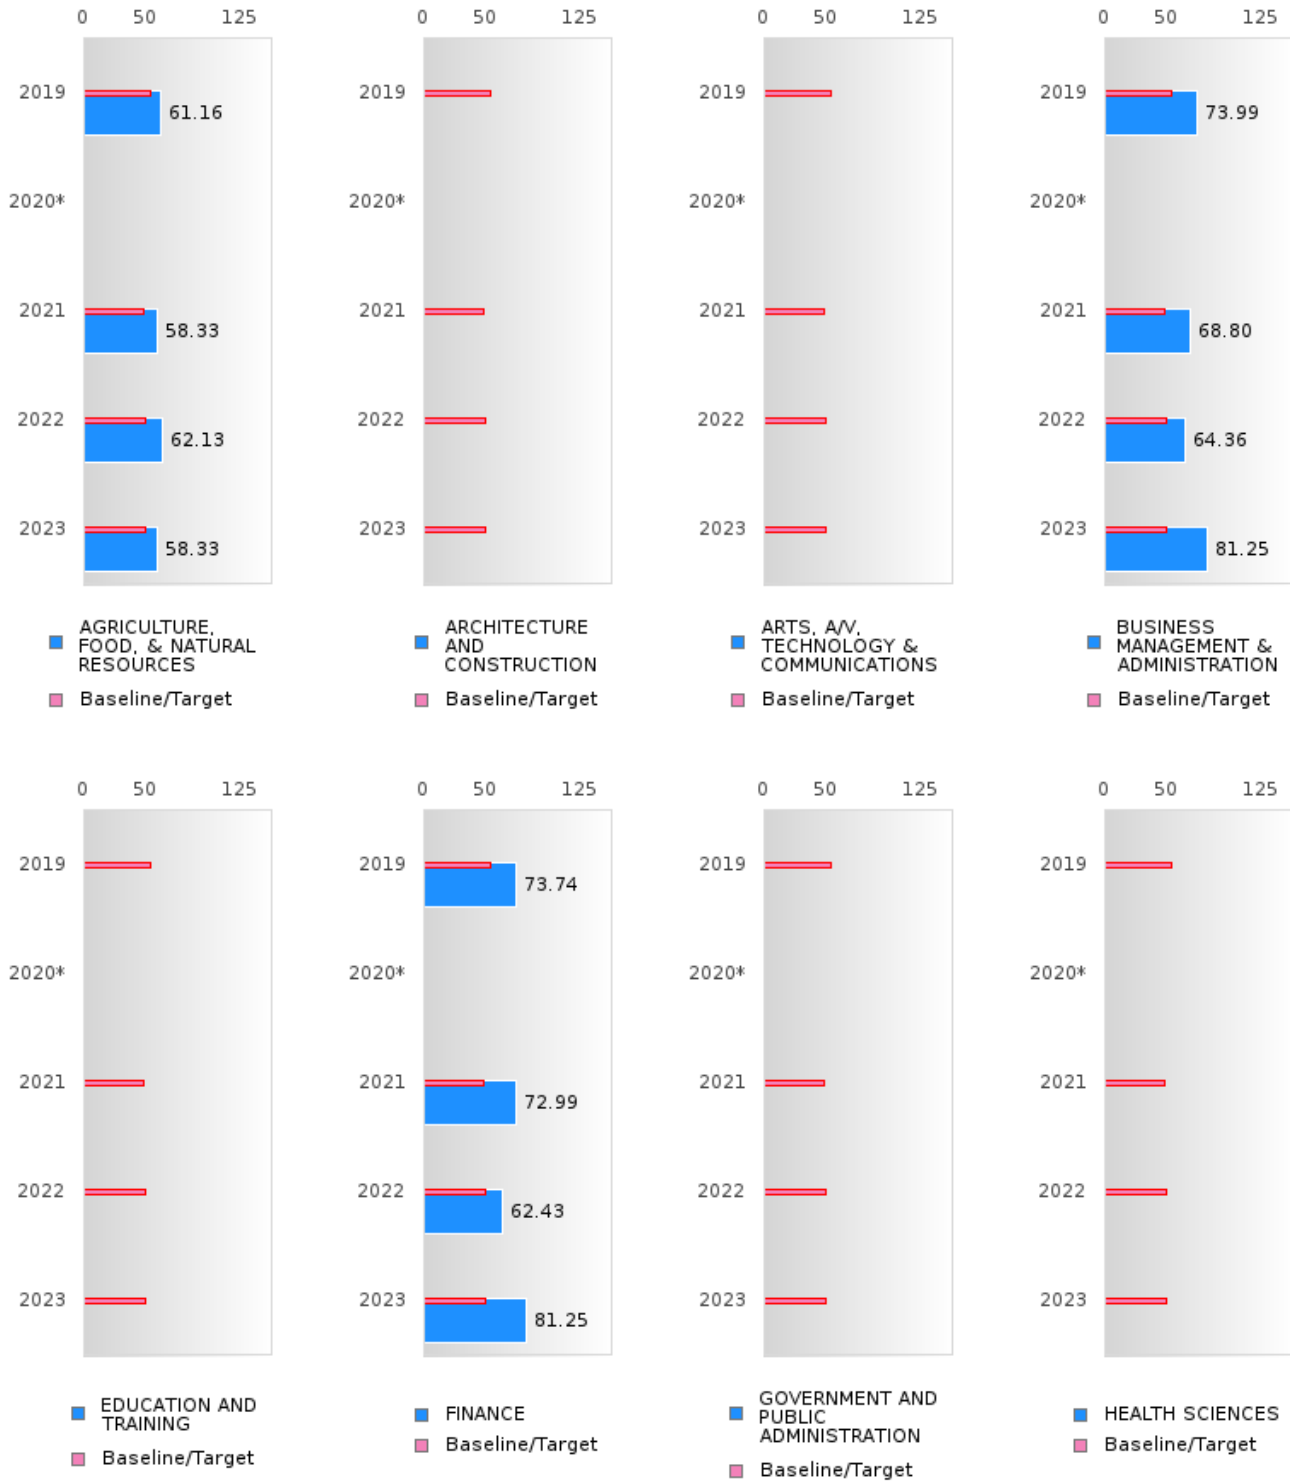 0 50 125
2019
61.16
2020*
2021
58.33
2022
62.13
2023
58.33
AGRICULTURE,
FOOD, & NATURAL
RESOURCES
Baseline/Target
0 50 125
2019
2020*
2021
2022
2023
ARCHITECTURE
AND
CONSTRUCTION
Baseline/Target
0 50 125
2019
2020*
2021
2022
2023
ARTS, A/V,
TECHNOLOGY &
COMMUNICATIONS
Baseline/Target
0 50 125
2019
73.99
2020*
2021
68.80
2022
64.36
2023
81.25
BUSINESS
MANAGEMENT &
ADMINISTRATION
Baseline/Target
0 50 125
2019
2020*
2021
2022
2023
EDUCATION AND
TRAINING
Baseline/Target
0 50 125
2019
73.74
2020*
2021
72.99
2022
62.43
2023
81.25
FINANCE
Baseline/Target
0 50 125
2019
2020*
2021
2022
2023
GOVERNMENT AND
PUBLIC
ADMINISTRATION
Baseline/Target
0 50 125
2019
2020*
2021
2022
2023
HEALTH SCIENCES
Baseline/Target